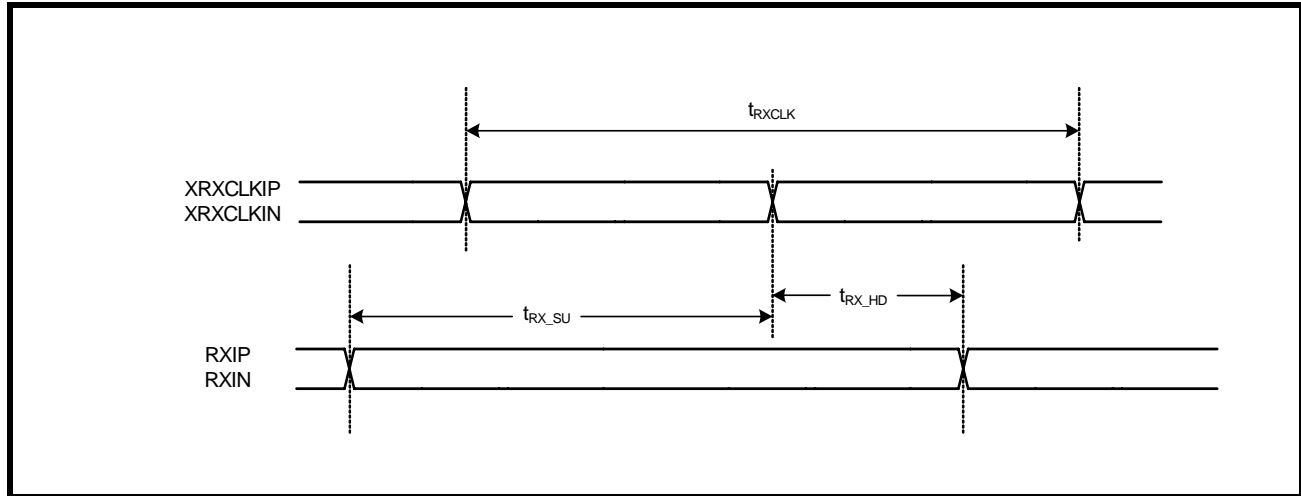 tRXCLK
XRXCLKIP
XRXCLKIN
tRX_SU
tRX_HD
RXIP
RXIN